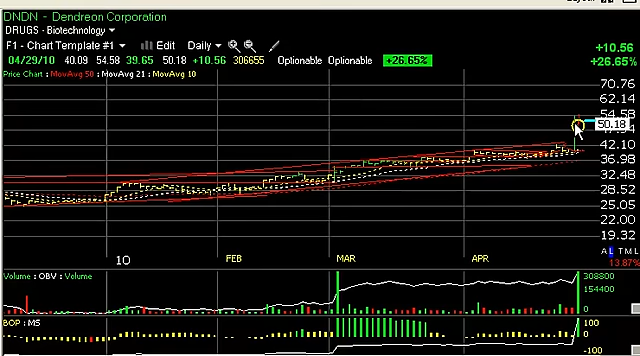 DNDN - Dendreon Corporation
DRUGS - Biotechnology
F1 - Chart Template #1 Edit Daily
+10.56
04/29/10 40.09 54.58 39.65 50.18 +10.56 306655 Optionable Optionable +26.65%
+26.65%
Price Chart : MovAvg 50 : MovAvg 21 : MovAvg 10
70.76
62.14
54.58
50.18
42.10
36.98
32.48
28.52
25.05
22.00
19.32
A L T M L
10 FEB MAR APR
13.87%
Volume : OBV : Volume
308800
154400
BOP : MS
100
0
-100